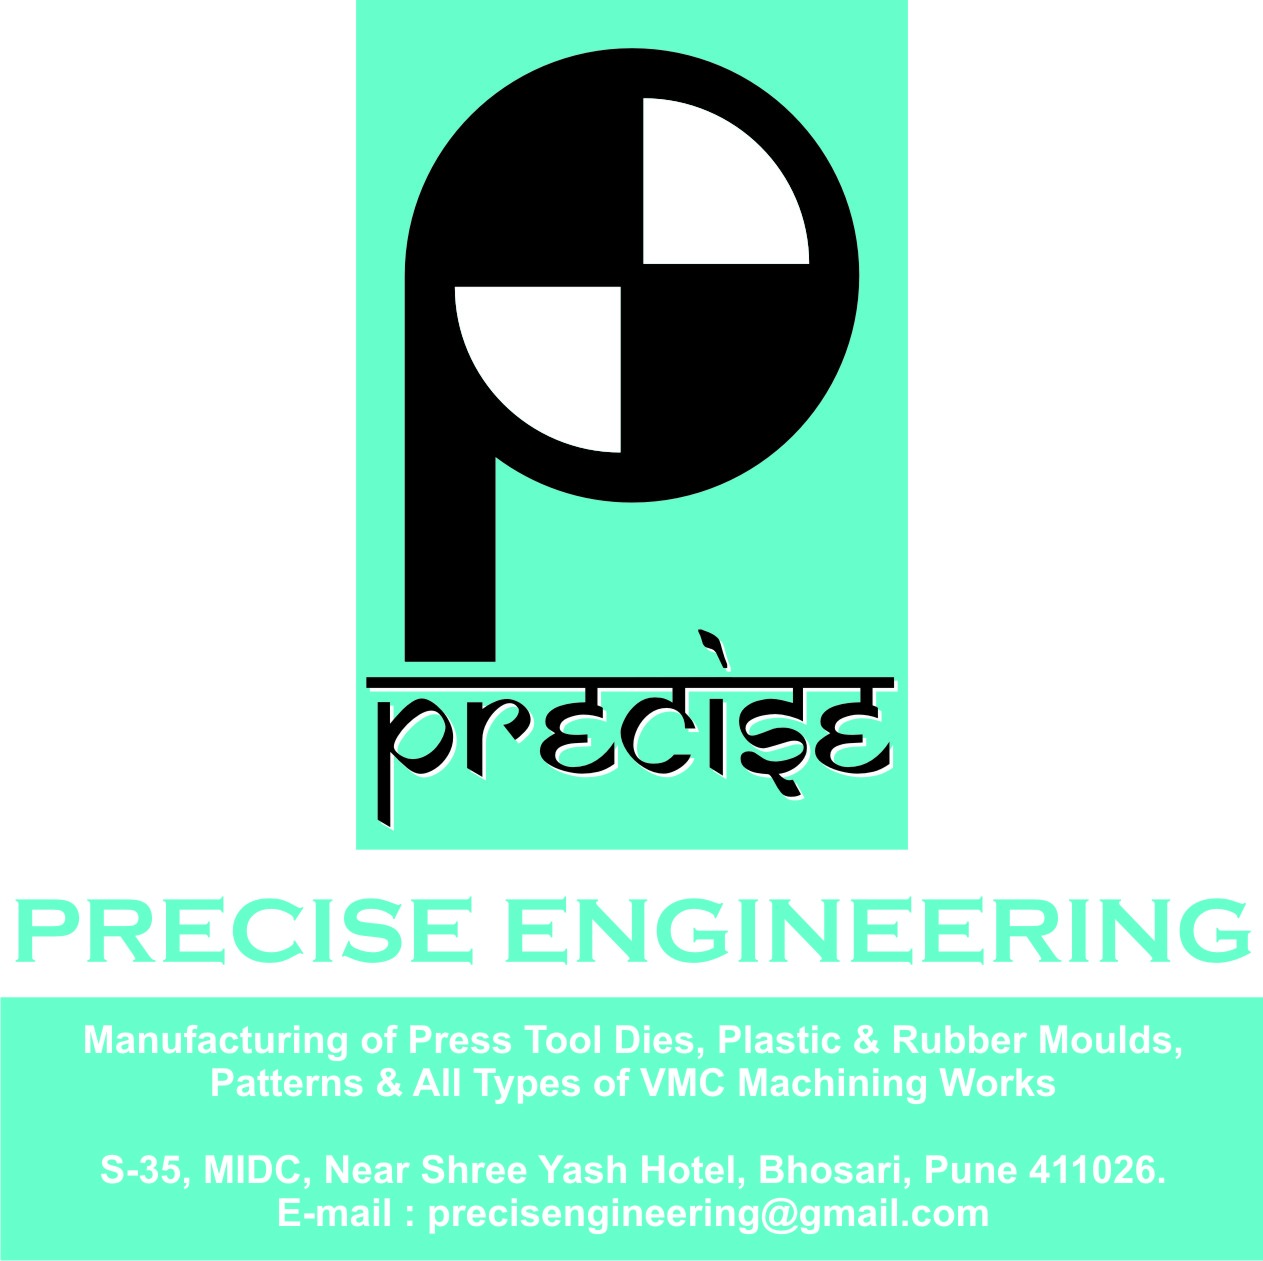 precise
PRECISE ENGINEERING
Manufacturing of Press Tool Dies, Plastic & Rubber Moulds,
Patterns & All Types of VMC Machining Works
S-35, MIDC, Near Shree Yash Hotel, Bhosari, Pune 411026.
E-mail : precisengineering@gmail.com